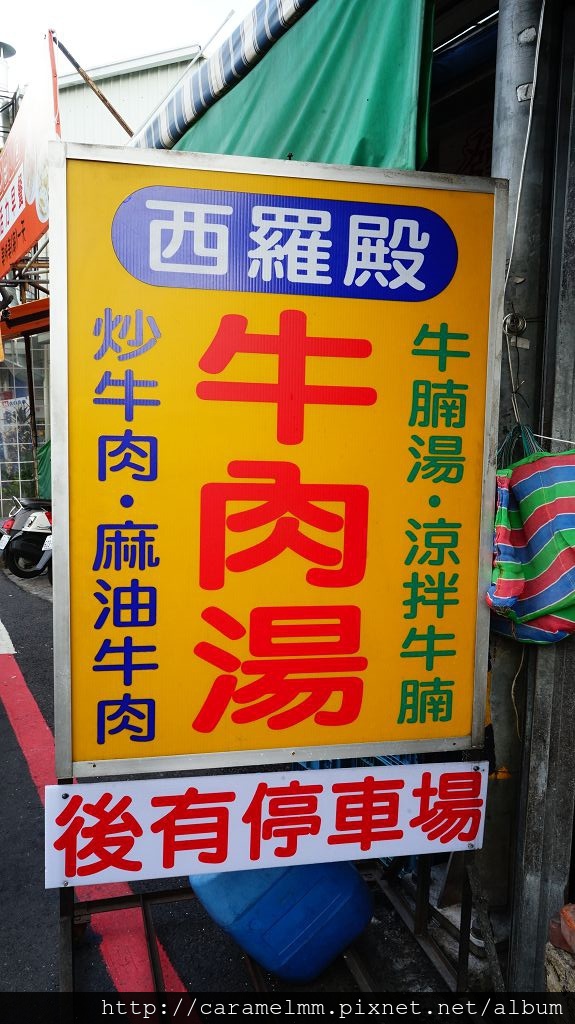 西羅殿
牛腩湯·涼拌牛腩
牛肉湯
炒牛肉·麻油牛肉
後有停車場
http://caramelmm.pixnet.net/album